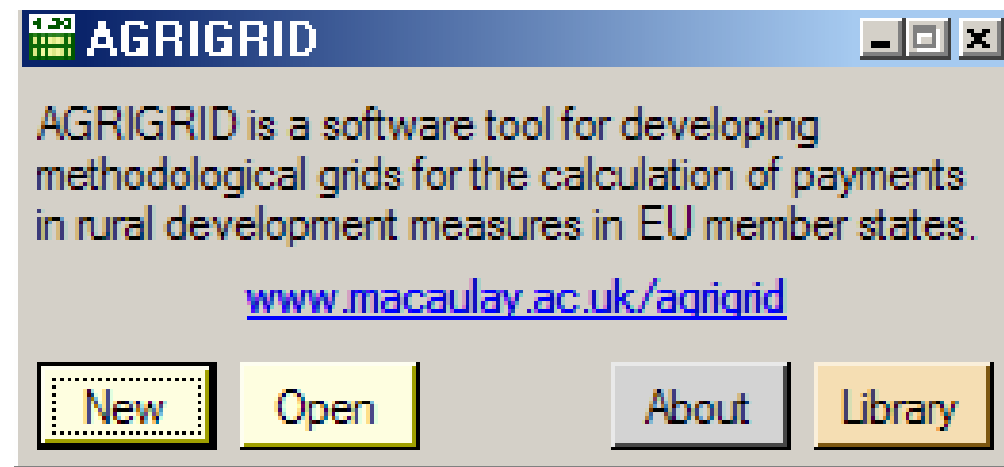 AGRIGRID
AGRIGRID is a software tool for developing
methodological grids for the calculation of payments
in rural development measures in EU member states.
www.macaulay.ac.uk/agrigrid
New Open About Library